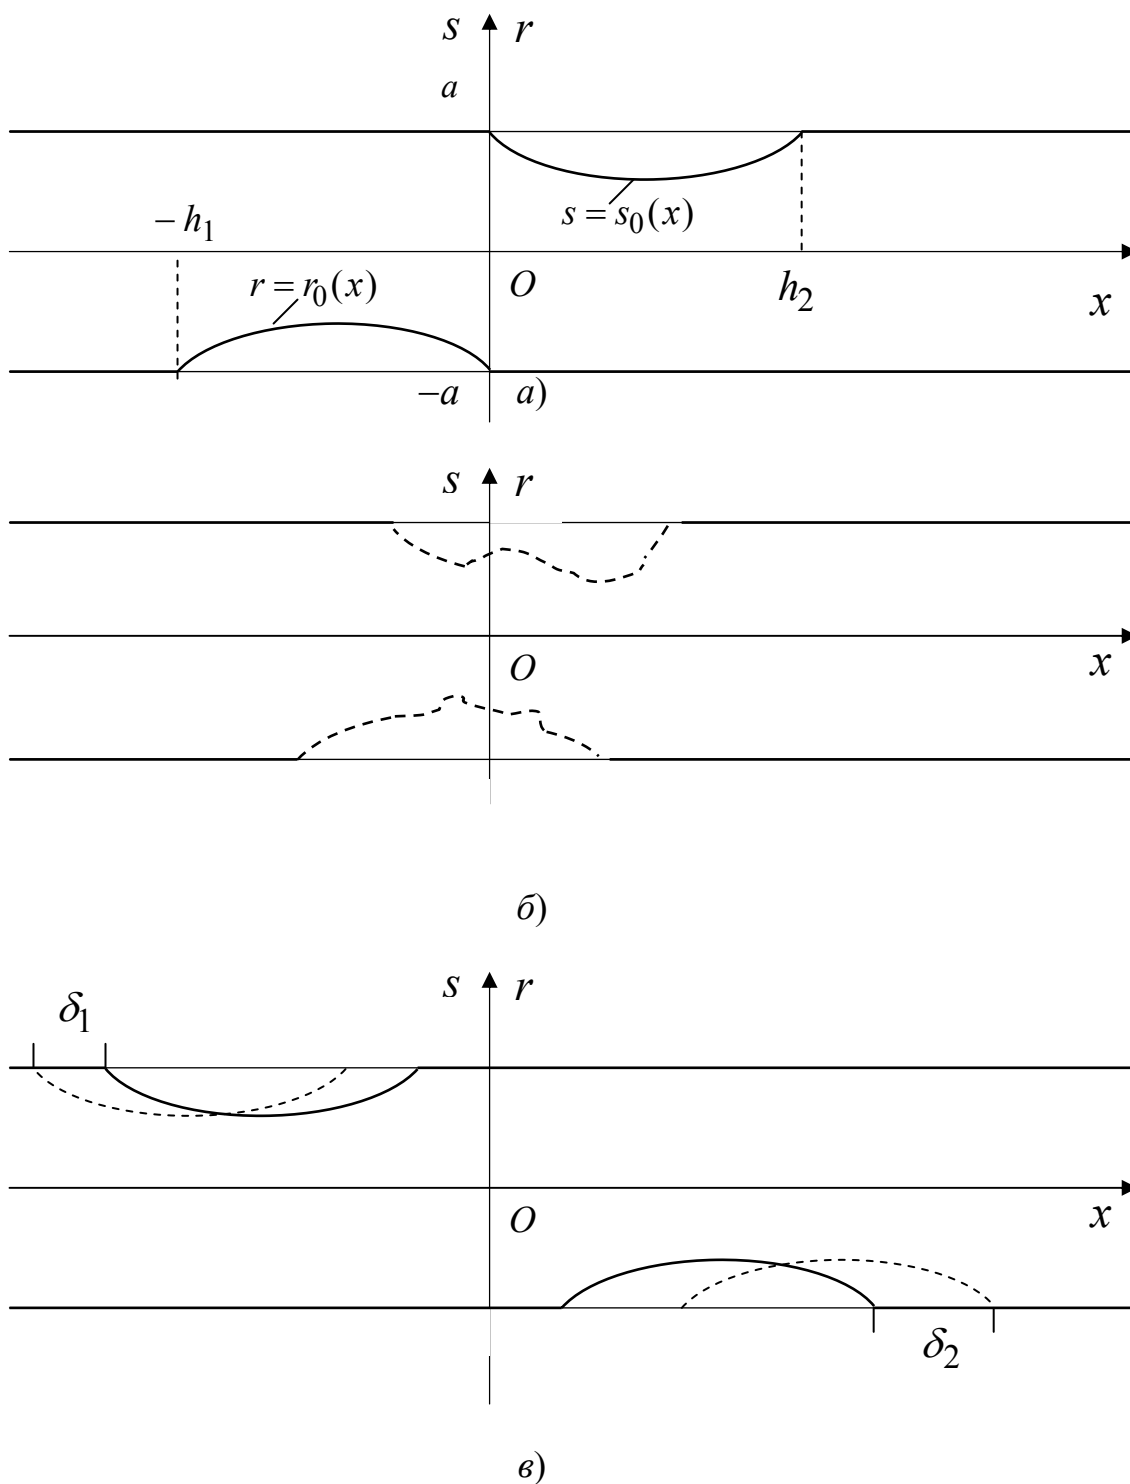 s r
a
s = s₀(x)
− h₁
r = r₀(x)
O
h₂
x
−a а)
s r
O
x
б)
s r
δ₁
O
x
δ₂
в)